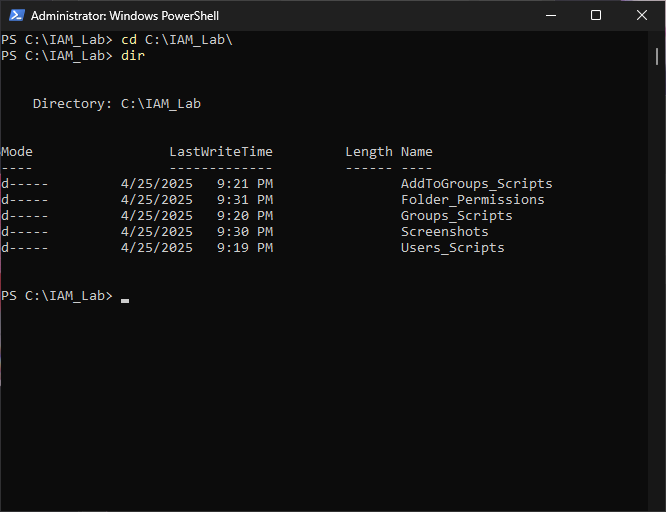 Administrator: Windows PowerShell
PS C:\IAM_Lab> cd C:\IAM_Lab\
PS C:\IAM_Lab> dir
Directory: C:\IAM_Lab
Mode                 LastWriteTime         Length Name
----                 -------------         ------ ----
d-----         4/25/2025   9:21 PM                AddToGroups_Scripts
d-----         4/25/2025   9:31 PM                Folder_Permissions
d-----         4/25/2025   9:20 PM                Groups_Scripts
d-----         4/25/2025   9:30 PM                Screenshots
d-----         4/25/2025   9:19 PM                Users_Scripts
PS C:\IAM_Lab>